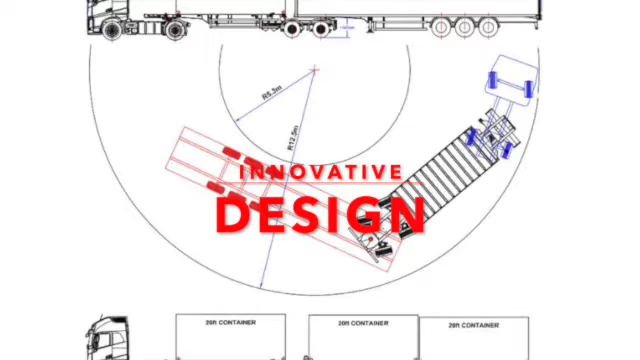 R5.3m
R12.5m
INNOVATIVE
DESIGN
20ft CONTAINER
20ft CONTAINER
20ft CONTAINER